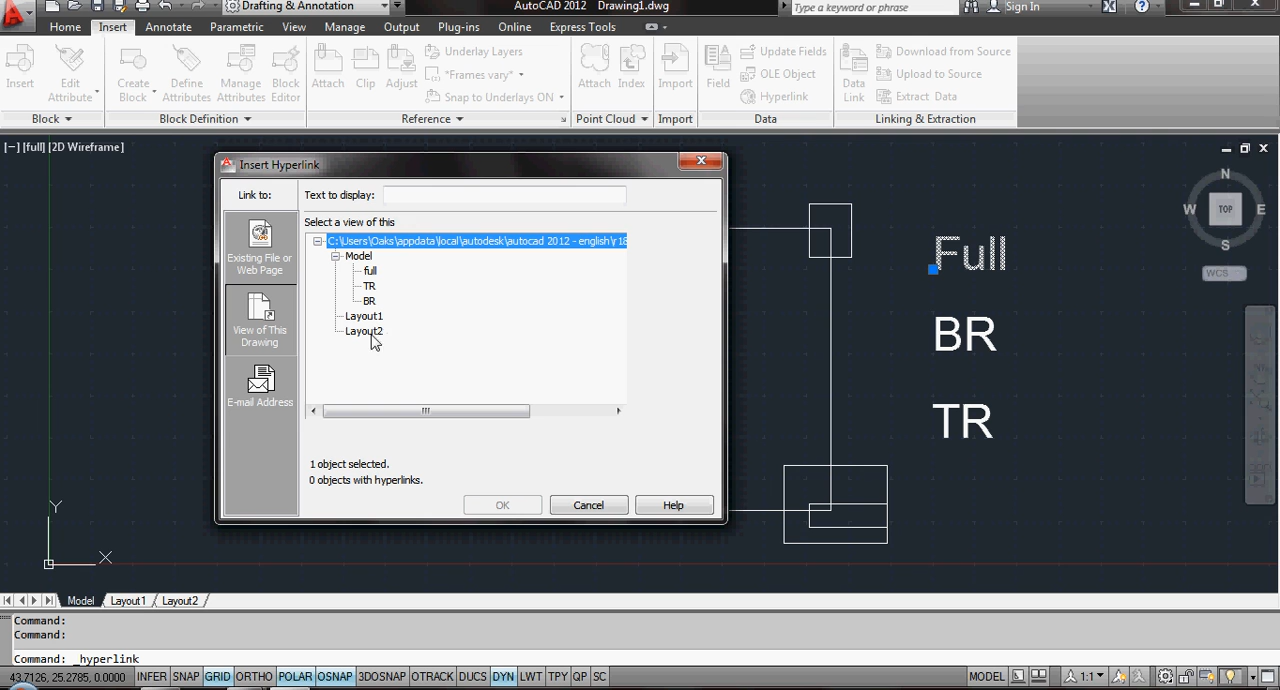 Drafting & Annotation
AutoCAD 2012 Drawing1.dwg
Type a keyword or phrase
Sign In
Home Insert Annotate Parametric View Manage Output Plug-ins Online Express Tools
Insert
Edit Attribute
Create Block
Define Attributes
Manage Attributes
Block Editor
Attach
Clip
Adjust
Underlay Layers
*Frames vary*
Snap to Underlays ON
Attach
Index
Import
Field
Update Fields
OLE Object
Hyperlink
Data Link
Download from Source
Upload to Source
Extract Data
Block Block Definition Reference Point Cloud Import Data Linking & Extraction
[−] [full] [2D Wireframe]
Insert Hyperlink
Link to:
Text to display:
Existing File or
Web Page
View of This
Drawing
E-mail Address
Select a view of this
C:\Users\Oaks\appdata\local\autodesk\autocad 2012 - english\r18
Model
full
TR
BR
Layout1
Layout2
1 object selected.
0 objects with hyperlinks.
OK Cancel Help
Full
BR
TR
N
W TOP E
S
WCS
Y
X
Model Layout1 Layout2
Command:
Command:
Command: _hyperlink
43.7126, 25.2785, 0.0000 INFER SNAP GRID ORTHO POLAR OSNAP 3DOSNAP OTRACK DUCS DYN LWT TPY QP SC MODEL 1:1